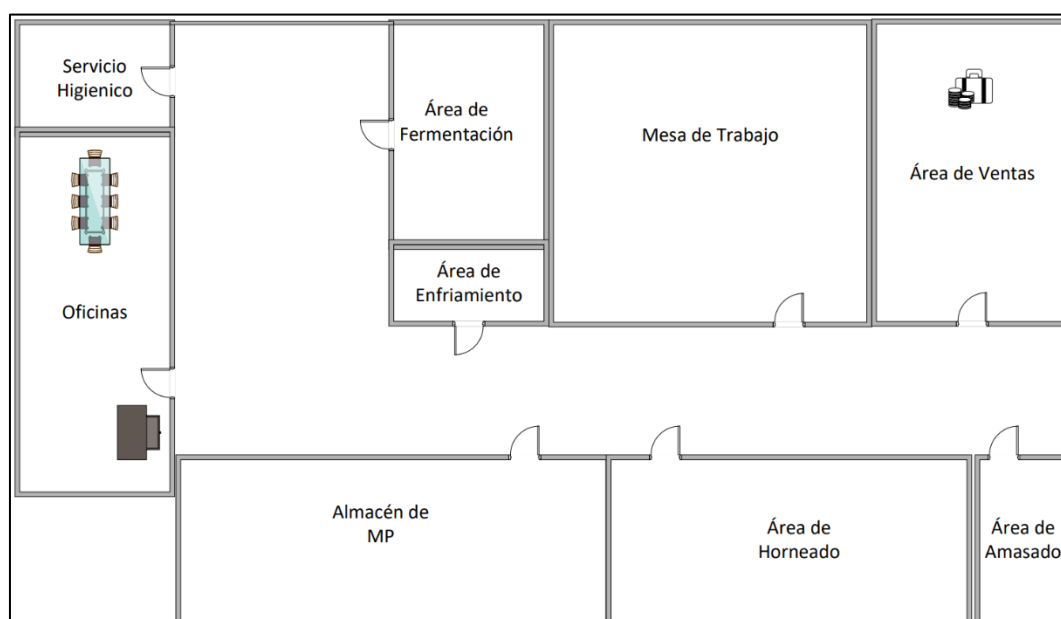 Servicio
Higienico
Área de
Fermentación
Mesa de Trabajo
Área de Ventas
Área de
Enfriamiento
Oficinas
Almacén de
MP
Área de
Horneado
Área de
Amasado